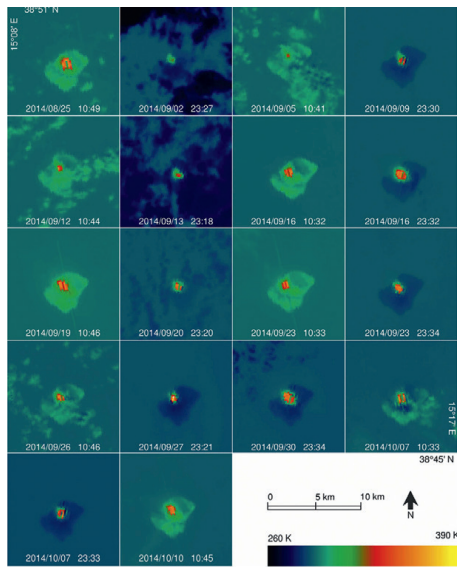 38°51' N
15°08' E
2014/08/25 10:49
2014/09/02 23:27
2014/09/05 10:41
2014/09/09 23:30
2014/09/12 10:44
2014/09/13 23:18
2014/09/16 10:32
2014/09/16 23:32
2014/09/19 10:46
2014/09/20 23:20
2014/09/23 10:33
2014/09/23 23:34
2014/09/26 10:46
2014/09/27 23:21
2014/09/30 23:34
2014/10/07 10:33
15°17' E
38°45' N
2014/10/07 23:33
2014/10/10 10:45
0 5 km 10 km
N
260 K 390 K